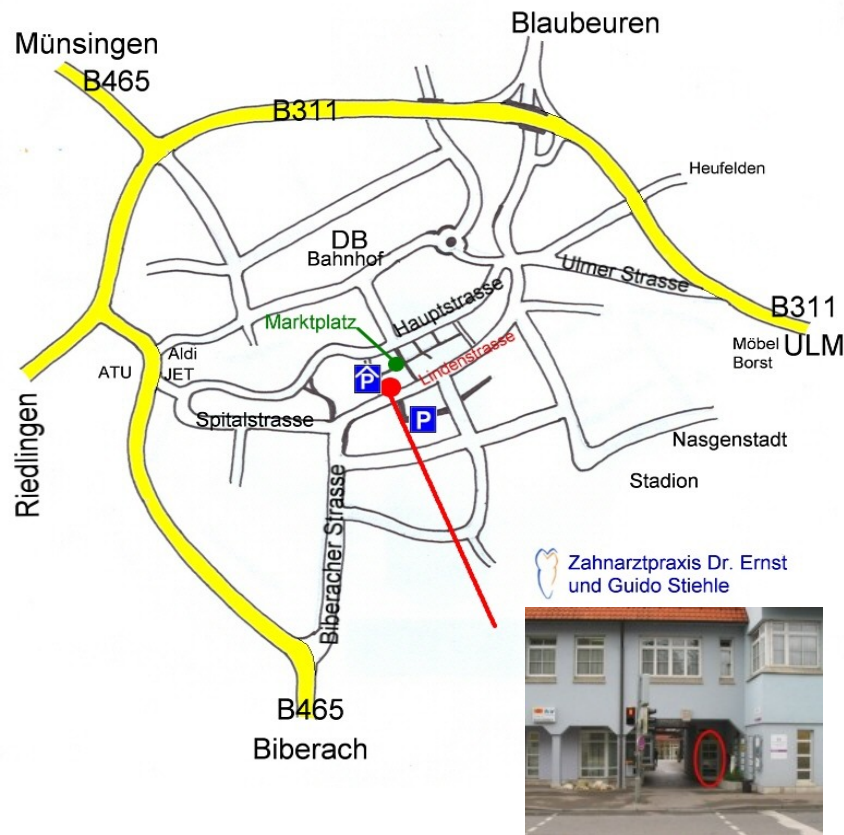 Blaubeuren
Münsingen
B465
B311
Heufelden
DB
Bahnhof
Ulmer Strasse
Hauptstrasse
B311
ULM
Marktplatz
Möbel
Borst
Lindenstrasse
Aldi
ATU
JET
P
P
Spitalstrasse
Riedlingen
Nasgenstadt
Stadion
Biberacher Strasse
Zahnarztpraxis Dr. Ernst
und Guido Stiehle
B465
Biberach